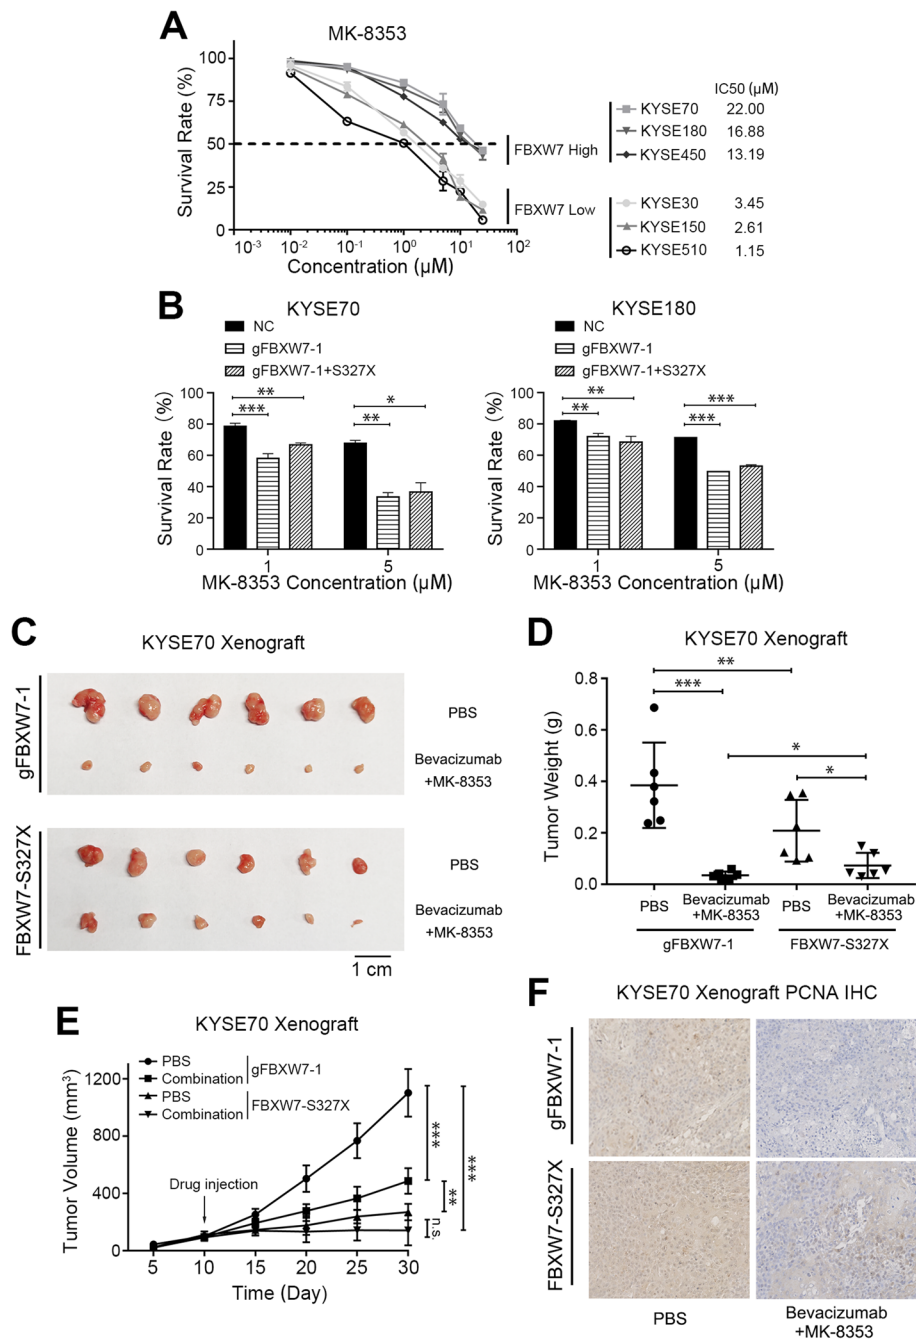 A
MK-8353
Survival Rate (%)
100
75
50
25
0
10-3
10-2
10-1
100
101
102
Concentration (μM)
FBXW7 High
FBXW7 Low
IC50 (μM)
KYSE70 22.00
KYSE180 16.88
KYSE450 13.19
KYSE30 3.45
KYSE150 2.61
KYSE510 1.15
B
KYSE70
NC
gFBXW7-1
gFBXW7-1+S327X
Survival Rate (%)
100
80
60
40
20
0
**
***
*
**
1 5
MK-8353 Concentration (μM)
KYSE180
NC
gFBXW7-1
gFBXW7-1+S327X
Survival Rate (%)
100
80
60
40
20
0
**
**
***
***
1 5
MK-8353 Concentration (μM)
C
KYSE70 Xenograft
gFBXW7-1
PBS
Bevacizumab
+MK-8353
FBXW7-S327X
PBS
Bevacizumab
+MK-8353
1 cm
D
KYSE70 Xenograft
Tumor Weight (g)
0.8
0.6
0.4
0.2
0.0
**
***
*
*
PBS
Bevacizumab
+MK-8353
PBS
Bevacizumab
+MK-8353
gFBXW7-1
FBXW7-S327X
E
KYSE70 Xenograft
PBS
Combination
gFBXW7-1
PBS
Combination
FBXW7-S327X
Tumor Volume (mm3)
1200
800
400
0
Drug injection
***
**
n.s.
***
5 10 15 20 25 30
Time (Day)
F
KYSE70 Xenograft PCNA IHC
gFBXW7-1
FBXW7-S327X
PBS
Bevacizumab
+MK-8353